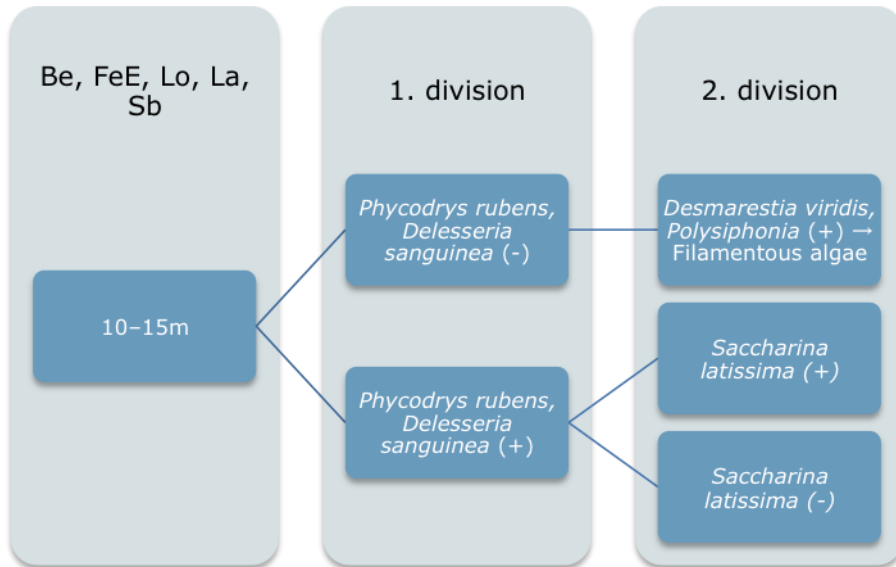 Be, FeE, Lo, La,
Sb
10–15m
1. division
Phycodrys rubens,
Delesseria
sanguinea (-)
Phycodrys rubens,
Delesseria
sanguinea (+)
2. division
Desmarestia viridis,
Polysiphonia (+) →
Filamentous algae
Saccharina
latissima (+)
Saccharina
latissima (-)